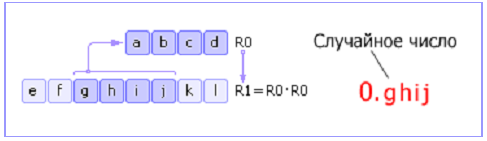 a b c d R0
Случайное число
e f g h i j k l R1=R0·R0
0.ghij